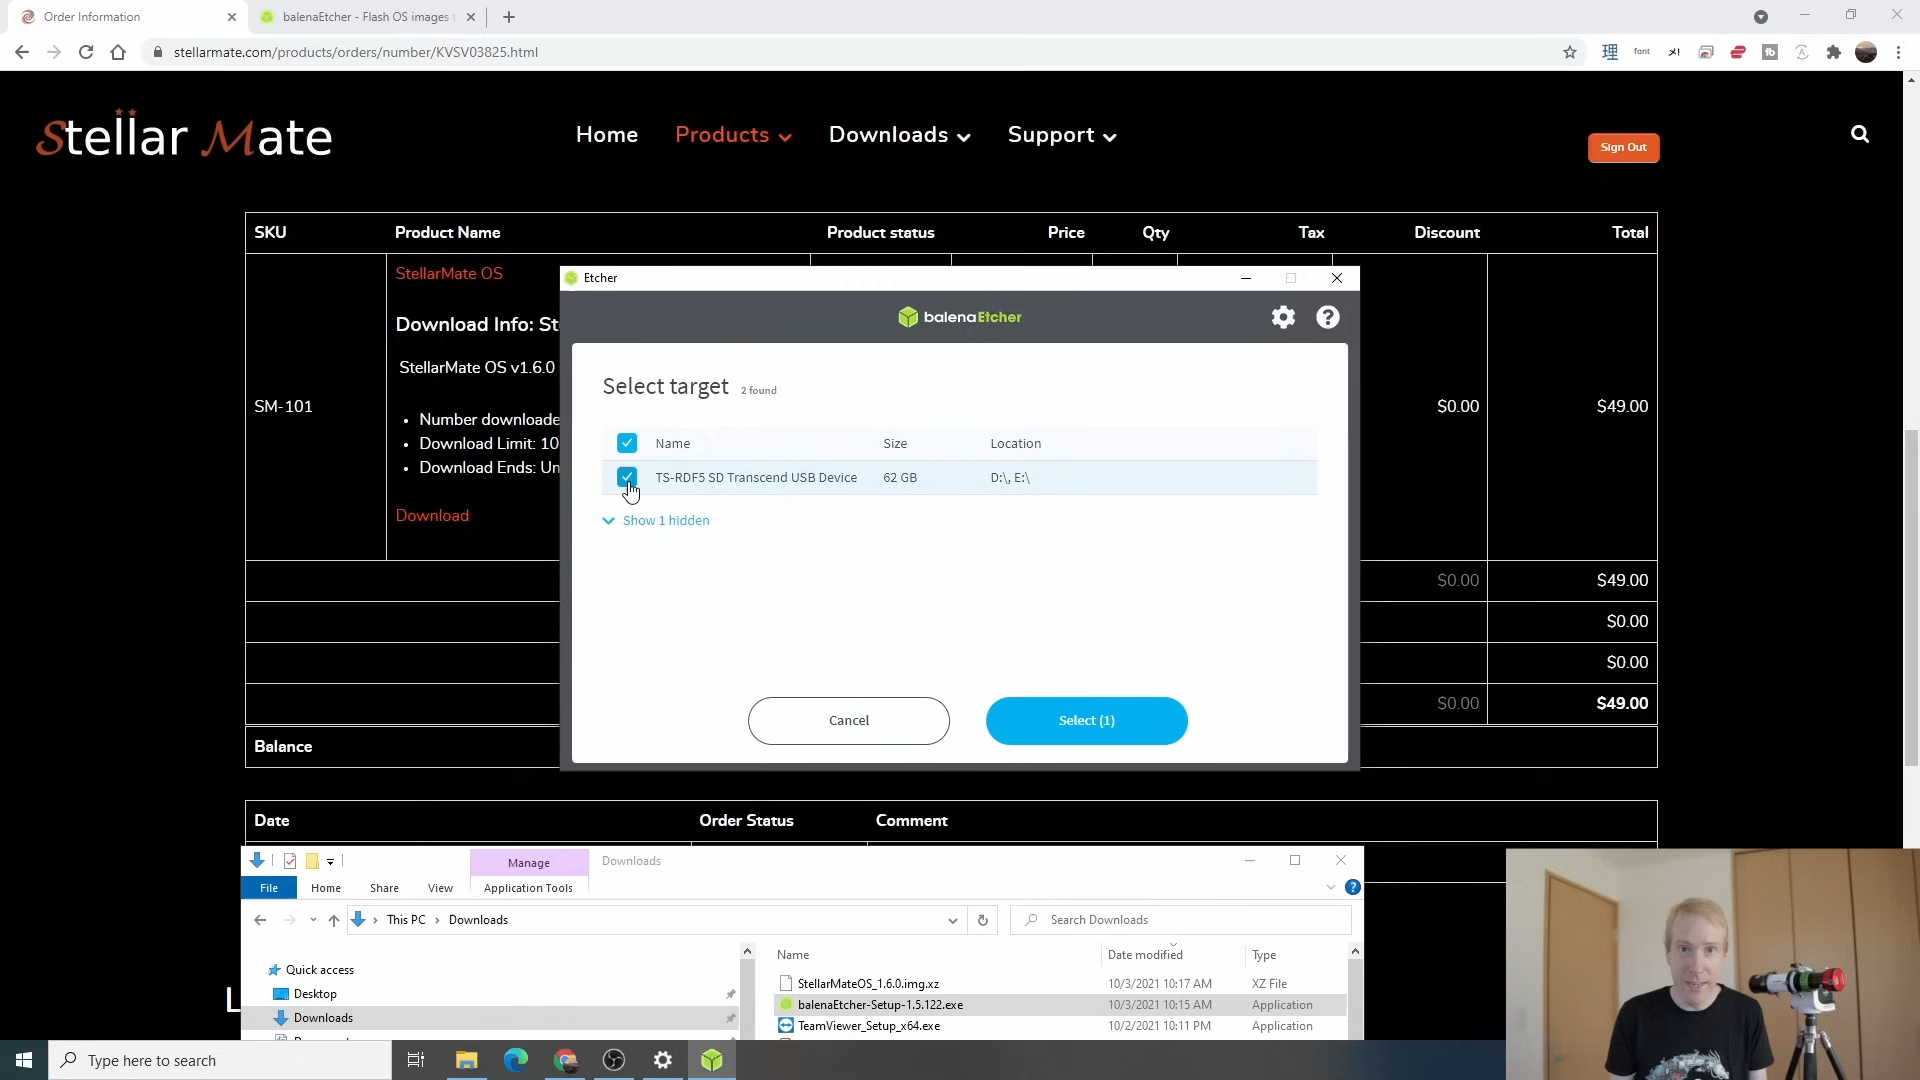 Order Information
balenaEtcher - Flash OS images t
stellarmate.com/products/orders/number/KVSV03825.html
font
Stellar Mate
Home
Products
Downloads
Support
Sign Out
SKU
Product Name
Product status
Price
Qty
Tax
Discount
Total
SM-101
StellarMate OS
Download Info: St
StellarMate OS v1.6.0
Number downloade
Download Limit: 10
Download Ends: Un
Download
$0.00
$49.00
$0.00
$49.00
$0.00
$0.00
$0.00
$49.00
Balance
Date
Order Status
Comment
Etcher
balenaEtcher
Select target
2 found
Name
Size
Location
TS-RDF5 SD Transcend USB Device
62 GB
D:\, E:\
Show 1 hidden
Cancel
Select (1)
Manage
Downloads
File
Home
Share
View
Application Tools
This PC
Downloads
Search Downloads
Quick access
Desktop
Downloads
Name
Date modified
Type
StellarMateOS_1.6.0.img.xz
10/3/2021 10:17 AM
XZ File
balenaEtcher-Setup-1.5.122.exe
10/3/2021 10:15 AM
Application
TeamViewer_Setup_x64.exe
10/2/2021 10:11 PM
Application
Type here to search